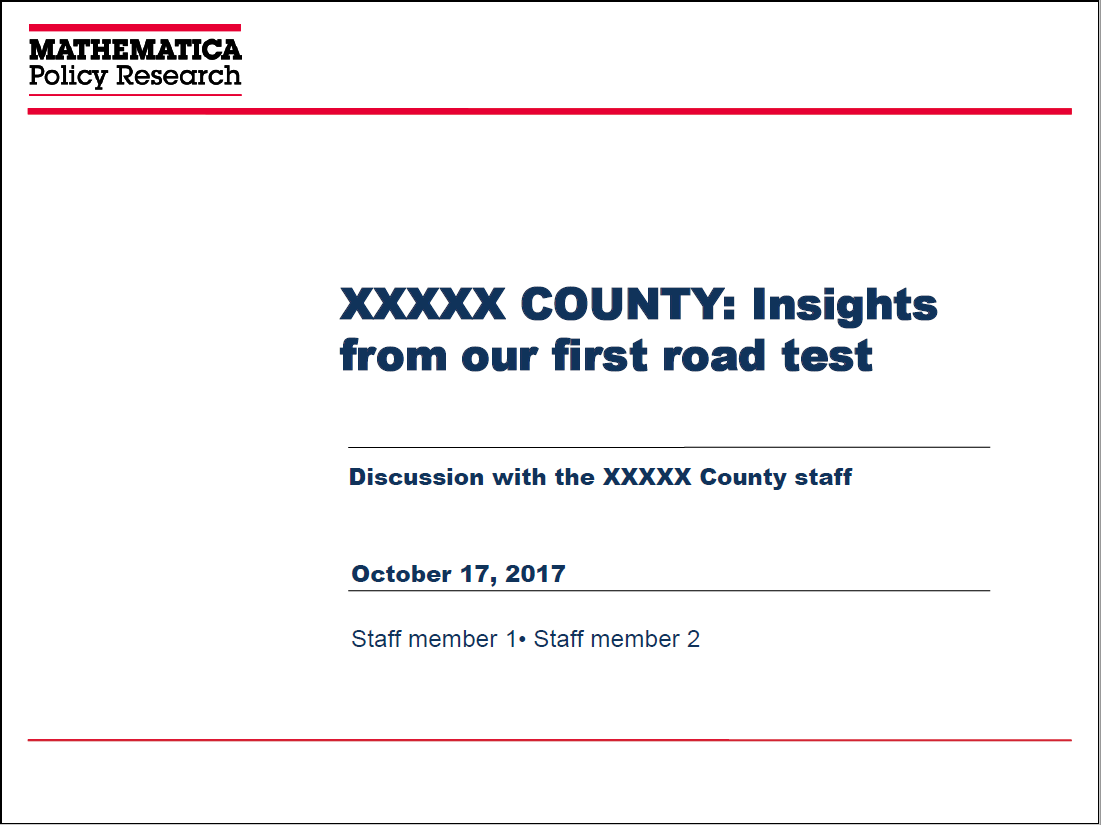 MATHEMATICA
Policy Research
XXXXX COUNTY: Insights
from our first road test
Discussion with the XXXXX County staff
October 17, 2017
Staff member 1• Staff member 2